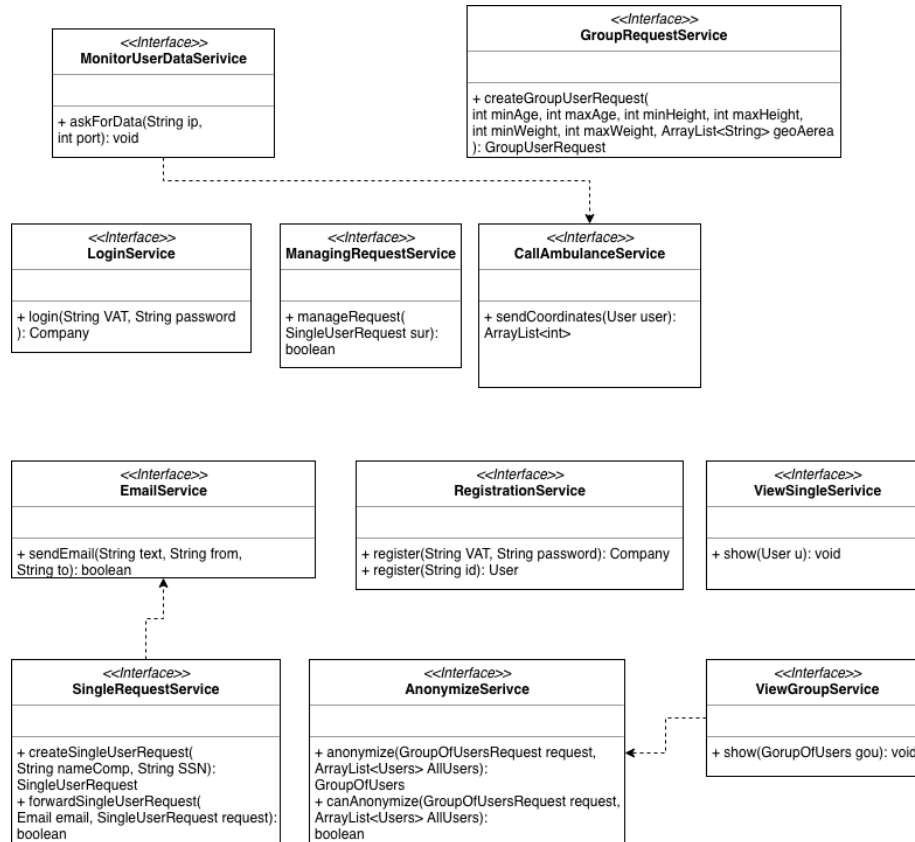 <<Interface>>
MonitorUserDataSerivice
+ askForData(String ip,
int port): void
<<Interface>>
GroupRequestService
+ createGroupUserRequest(
int minAge, int maxAge, int minHeight, int maxHeight,
int minWeight, int maxWeight, ArrayList<String> geoAerea
): GroupUserRequest
<<Interface>>
LoginService
+ login(String VAT, String password
): Company
<<Interface>>
ManagingRequestService
+ manageRequest(
SingleUserRequest sur):
boolean
<<Interface>>
CallAmbulanceService
+ sendCoordinates(User user):
ArrayList<int>
<<Interface>>
EmailService
+ sendEmail(String text, String from,
String to): boolean
<<Interface>>
RegistrationService
+ register(String VAT, String password): Company
+ register(String id): User
<<Interface>>
ViewSingleSerivice
+ show(User u): void
<<Interface>>
SingleRequestService
+ createSingleUserRequest(
String nameComp, String SSN):
SingleUserRequest
+ forwardSingleUserRequest(
Email email, SingleUserRequest request):
boolean
<<Interface>>
AnonymizeSerivce
+ anonymize(GroupOfUsersRequest request,
ArrayList<Users> AllUsers):
GroupOfUsers
+ canAnonymize(GroupOfUsersRequest request,
ArrayList<Users> AllUsers):
boolean
<<Interface>>
ViewGroupService
+ show(GorupOfUsers gou): void